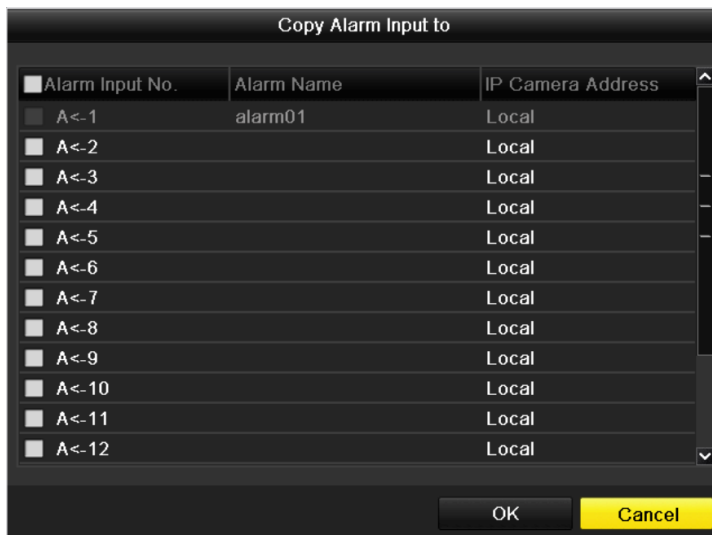 Copy Alarm Input to
Alarm Input No. Alarm Name IP Camera Address
A<-1 alarm01 Local
A<-2 Local
A<-3 Local
A<-4 Local
A<-5 Local
A<-6 Local
A<-7 Local
A<-8 Local
A<-9 Local
A<-10 Local
A<-11 Local
A<-12 Local
OK Cancel